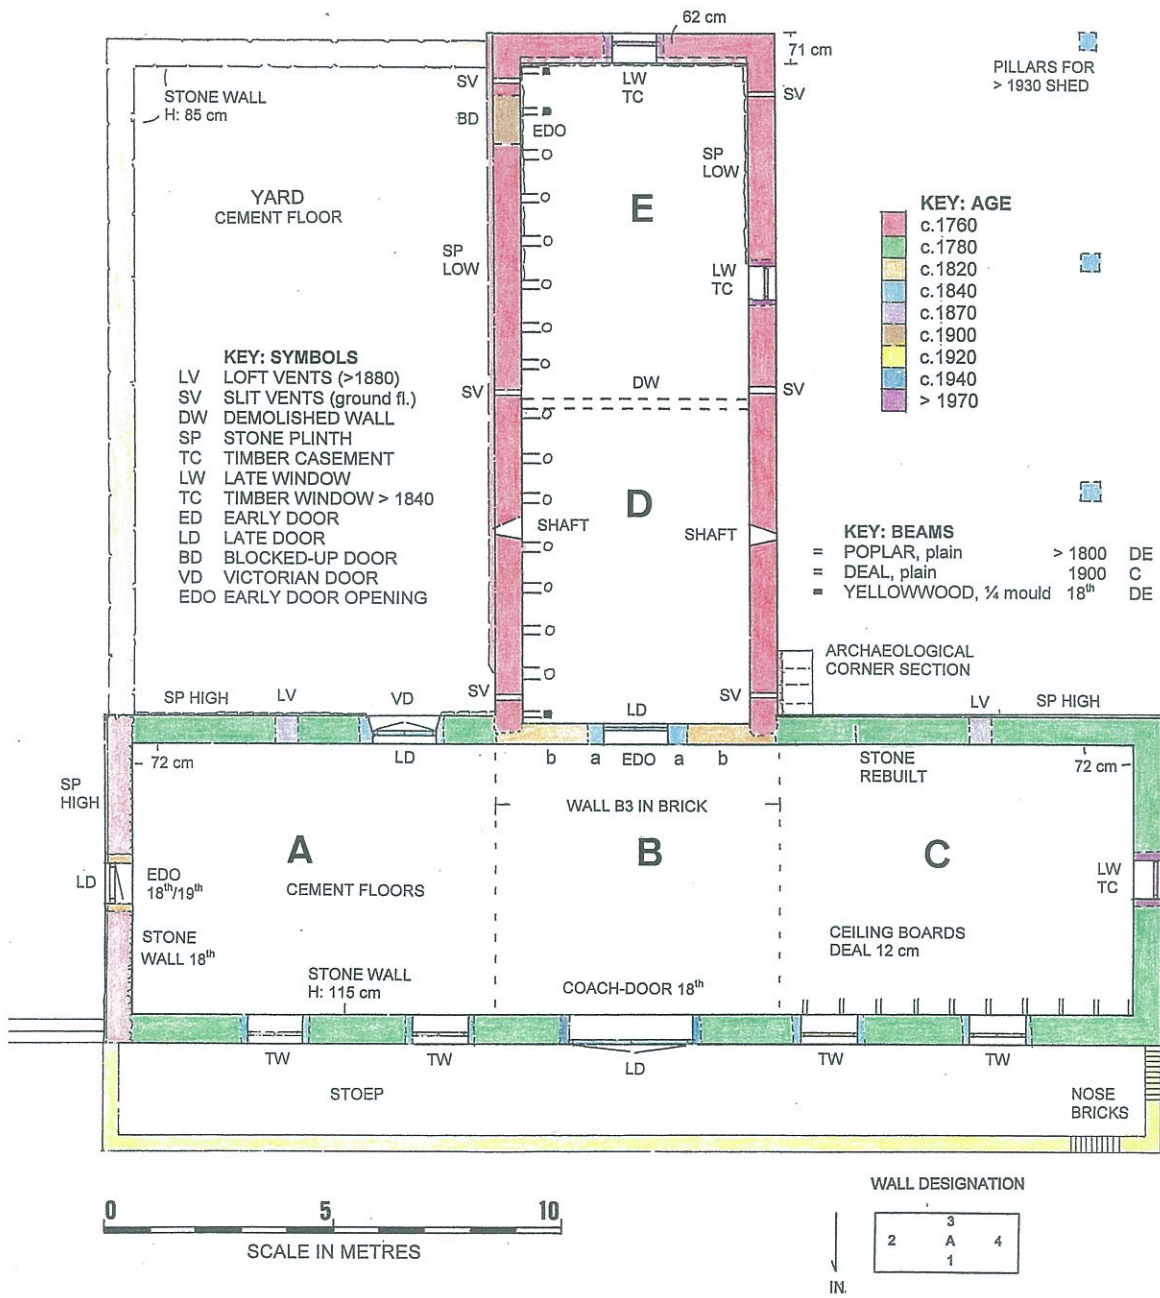 62 cm
71 cm
PILLARS FOR
> 1930 SHED
STONE WALL
H: 85 cm
SV
LW
TC
SV
BD
EDO
SP
LOW
YARD
CEMENT FLOOR
E
SP
LOW
LW
TC
KEY: AGE
c.1760
c.1780
c.1820
c.1840
c.1870
c.1900
c.1920
c.1940
> 1970
KEY: SYMBOLS
LV LOFT VENTS (>1880)
SV SLIT VENTS (ground fl.)
DW DEMOLISHED WALL
SP STONE PLINTH
TC TIMBER CASEMENT
LW LATE WINDOW
TC TIMBER WINDOW > 1840
ED EARLY DOOR
LD LATE DOOR
BD BLOCKED-UP DOOR
VD VICTORIAN DOOR
EDO EARLY DOOR OPENING
SV
DW
SV
D
SHAFT
SHAFT
KEY: BEAMS
= POPLAR, plain > 1800 DE
= DEAL, plain 1900 C
■ YELLOWWOOD, ¼ mould 18th DE
ARCHAEOLOGICAL
CORNER SECTION
SP HIGH
LV
VD
SV
LD
SV
LV
SP HIGH
72 cm
LD
b
a
EDO
a
b
STONE
REBUILT
72 cm
SP
HIGH
WALL B3 IN BRICK
A
B
C
LD
EDO
18th/19th
CEMENT FLOORS
LW
TC
STONE
WALL 18th
STONE WALL
H: 115 cm
COACH-DOOR 18th
CEILING BOARDS
DEAL 12 cm
TW
TW
LD
TW
TW
STOEP
NOSE
BRICKS
0 5 10
SCALE IN METRES
WALL DESIGNATION
3
2 A 4
1
IN.